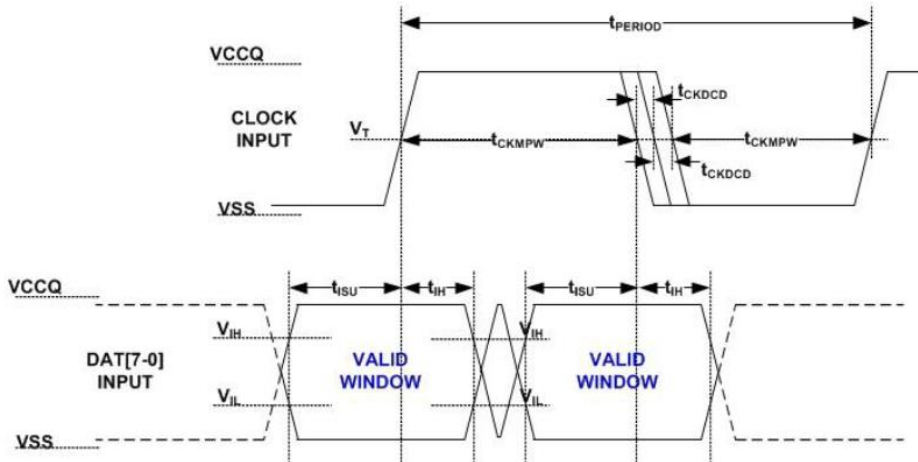 tPERIOD
VCCQ
tCKDCD
CLOCK
INPUT
VT
tCKMPW
tCKMPW
tCKDCD
VSS
VCCQ
tISU
tIH
tISU
tIH
VIH
VIH
DAT[7-0]
INPUT
VALID
WINDOW
VALID
WINDOW
VIL
VIL
VSS